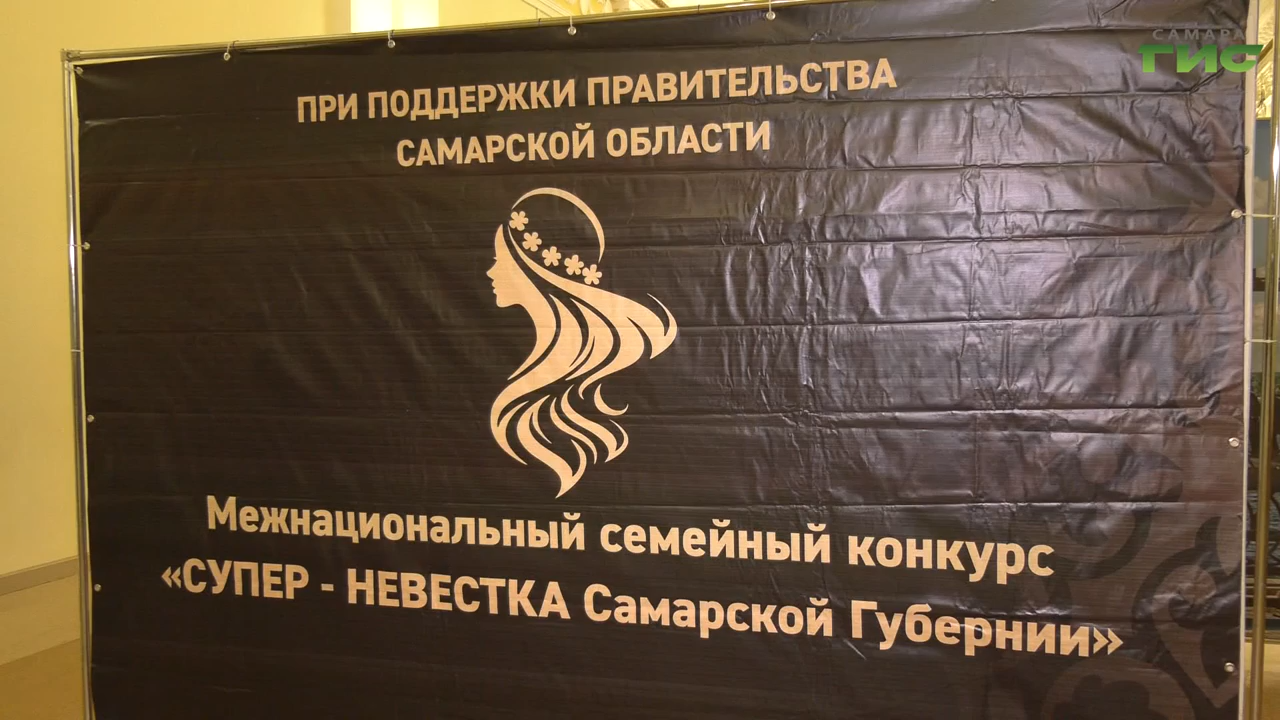 САМАРА
ГИС
ПРИ ПОДДЕРЖКИ ПРАВИТЕЛЬСТВА
САМАРСКОЙ ОБЛАСТИ
Межнациональный семейный конкурс
«СУПЕР - НЕВЕСТКА Самарской Губернии»